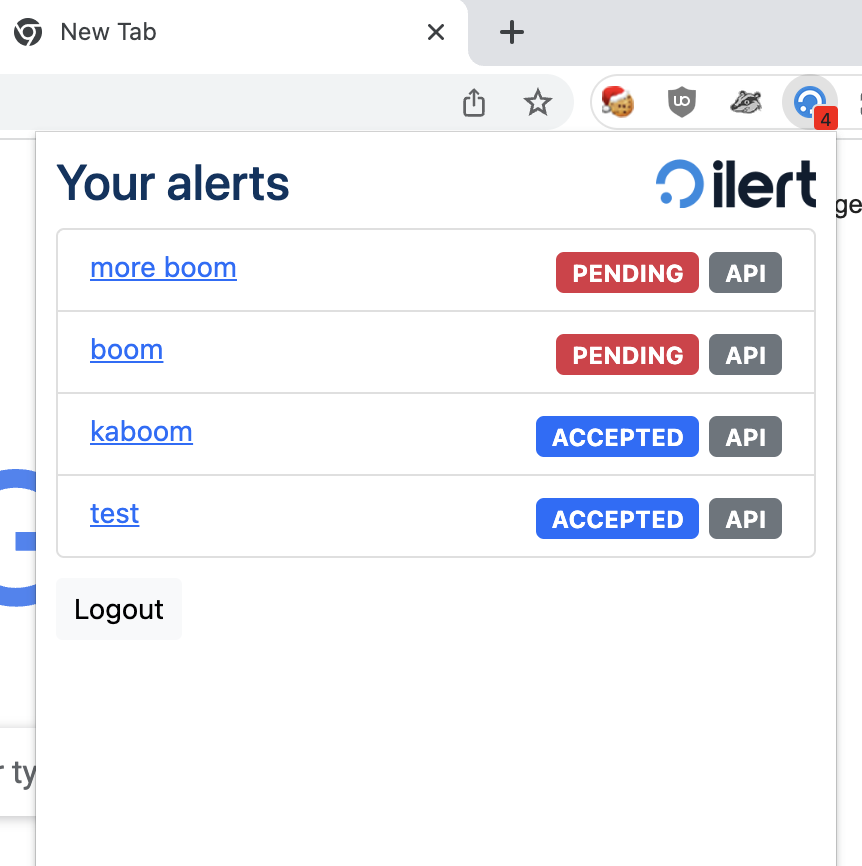 New Tab
UO
4
Your alerts
ilert
ge
more boom
PENDING
API
boom
PENDING
API
kaboom
ACCEPTED
API
test
ACCEPTED
API
G
Logout
r ty